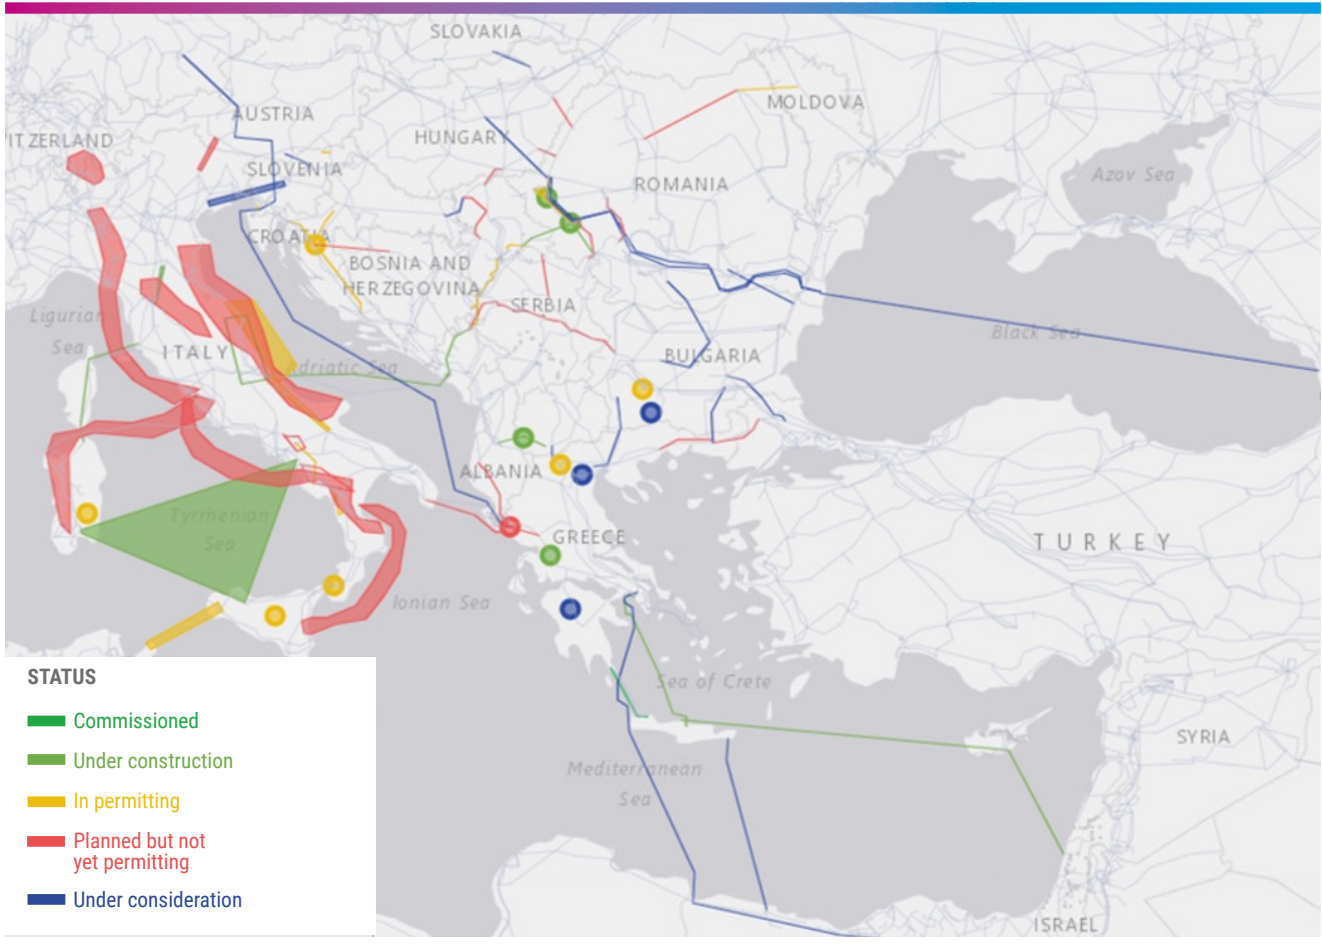 SLOVAKIA
MOLDOVA
AUSTRIA
HUNGARY
ITZERLAND
SLOVENIA
Azov Sea
ROMANIA
CROATIA
BOSNIA AND
HERZEGOVINA
SERBIA
Ligurian
Sea
Black Sea
ITALY
BULGARIA
Adriatic Sea
ALBANIA
Tyrrhenian
Sea
GREECE
TURKEY
Ionian Sea
Sea of Crete
SYRIA
Mediterranean
Sea
ISRAEL
STATUS
Commissioned
Under construction
In permitting
Planned but not
yet permitting
Under consideration